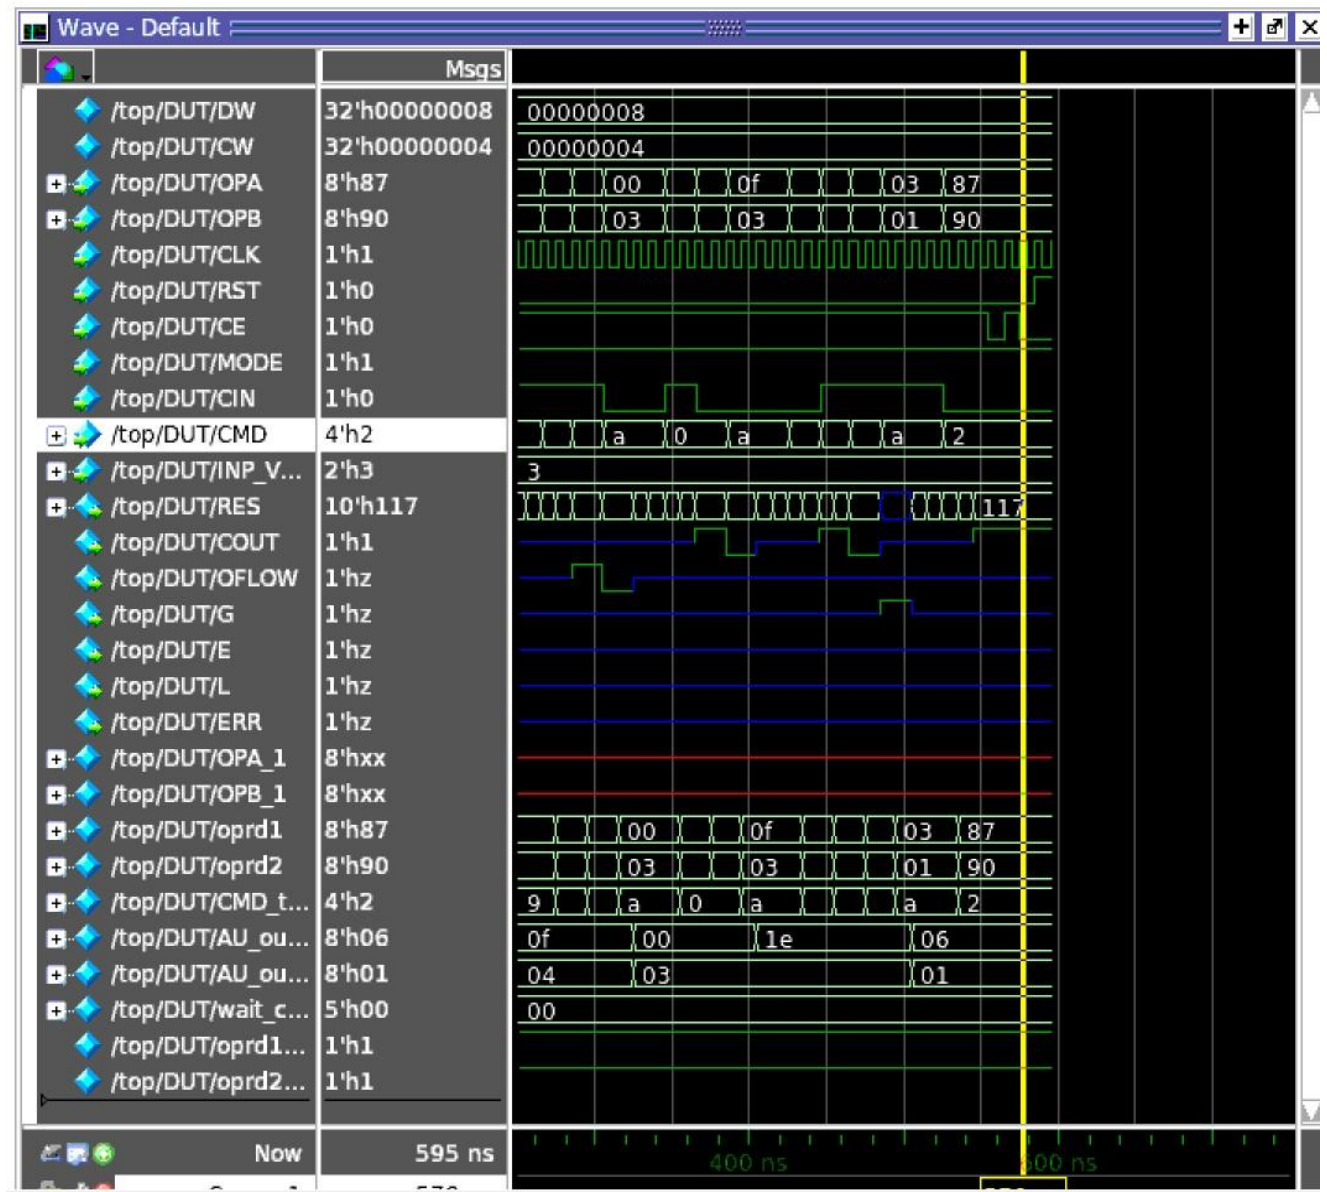 Wave - Default
Msgs
/top/DUT/DW 32'h00000008 00000008
/top/DUT/CW 32'h00000004 00000004
/top/DUT/OPA 8'h87 00 0f 03 87
/top/DUT/OPB 8'h90 03 03 01 90
/top/DUT/CLK 1'h1
/top/DUT/RST 1'h0
/top/DUT/CE 1'h0
/top/DUT/MODE 1'h1
/top/DUT/CIN 1'h0
/top/DUT/CMD 4'h2 a 0 a a 2
/top/DUT/INP_V... 2'h3 3
/top/DUT/RES 10'h117 117
/top/DUT/COUT 1'h1
/top/DUT/OFLOW 1'hz
/top/DUT/G 1'hz
/top/DUT/E 1'hz
/top/DUT/L 1'hz
/top/DUT/ERR 1'hz
/top/DUT/OPA_1 8'hxx
/top/DUT/OPB_1 8'hxx
/top/DUT/oprd1 8'h87 00 0f 03 87
/top/DUT/oprd2 8'h90 03 03 01 90
/top/DUT/CMD_t... 4'h2 9 a 0 a a 2
/top/DUT/AU_ou... 8'h06 0f 00 1e 06
/top/DUT/AU_ou... 8'h01 04 03 01
/top/DUT/wait_c... 5'h00 00
/top/DUT/oprd1... 1'h1
/top/DUT/oprd2... 1'h1
Now 595 ns 400 ns 600 ns